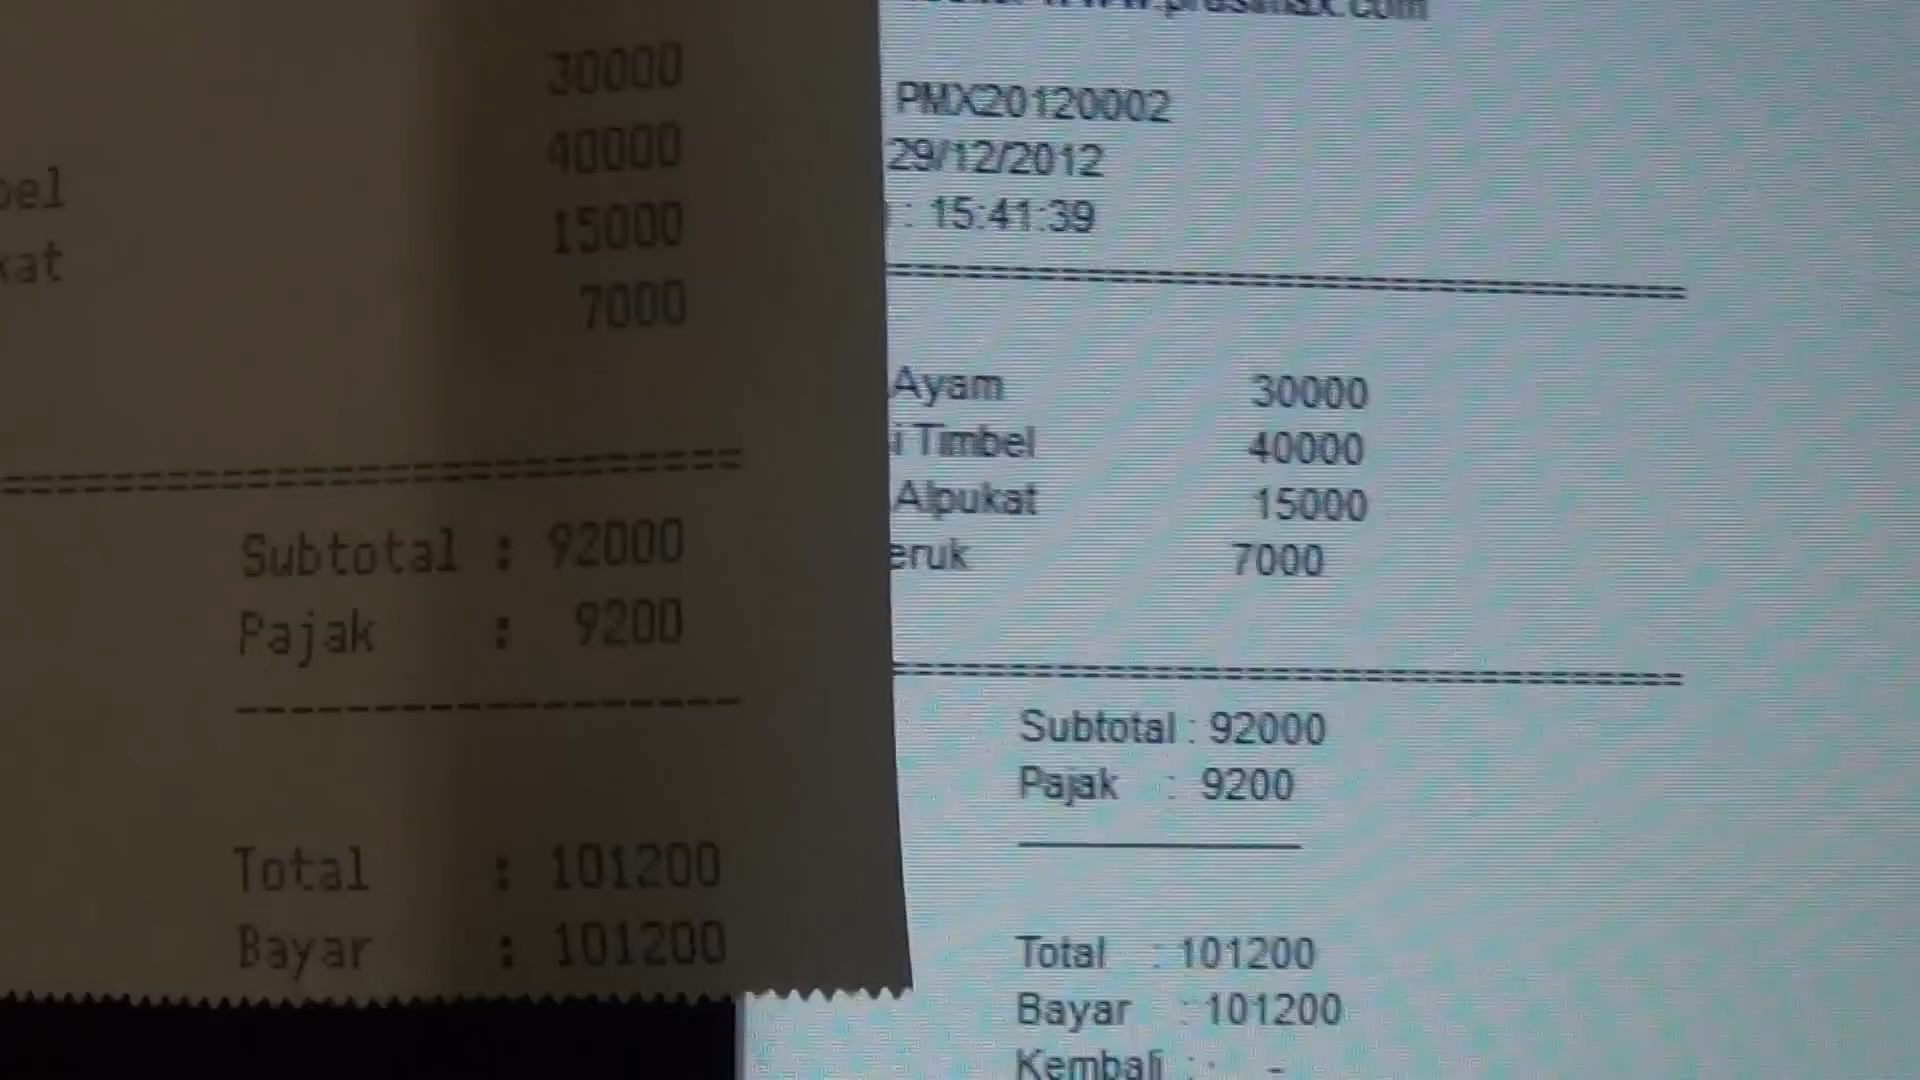 30000
40000
bel 15000
kat 7000
==================================
Subtotal : 92000
Pajak : 9200
-------------------
Total : 101200
Bayar : 101200
PMX20120002
29/12/2012
: 15:41:39
==================================
Ayam 30000
i Timbel 40000
Alpukat 15000
eruk 7000
==================================
Subtotal : 92000
Pajak : 9200
Total : 101200
Bayar : 101200
Kembali : -